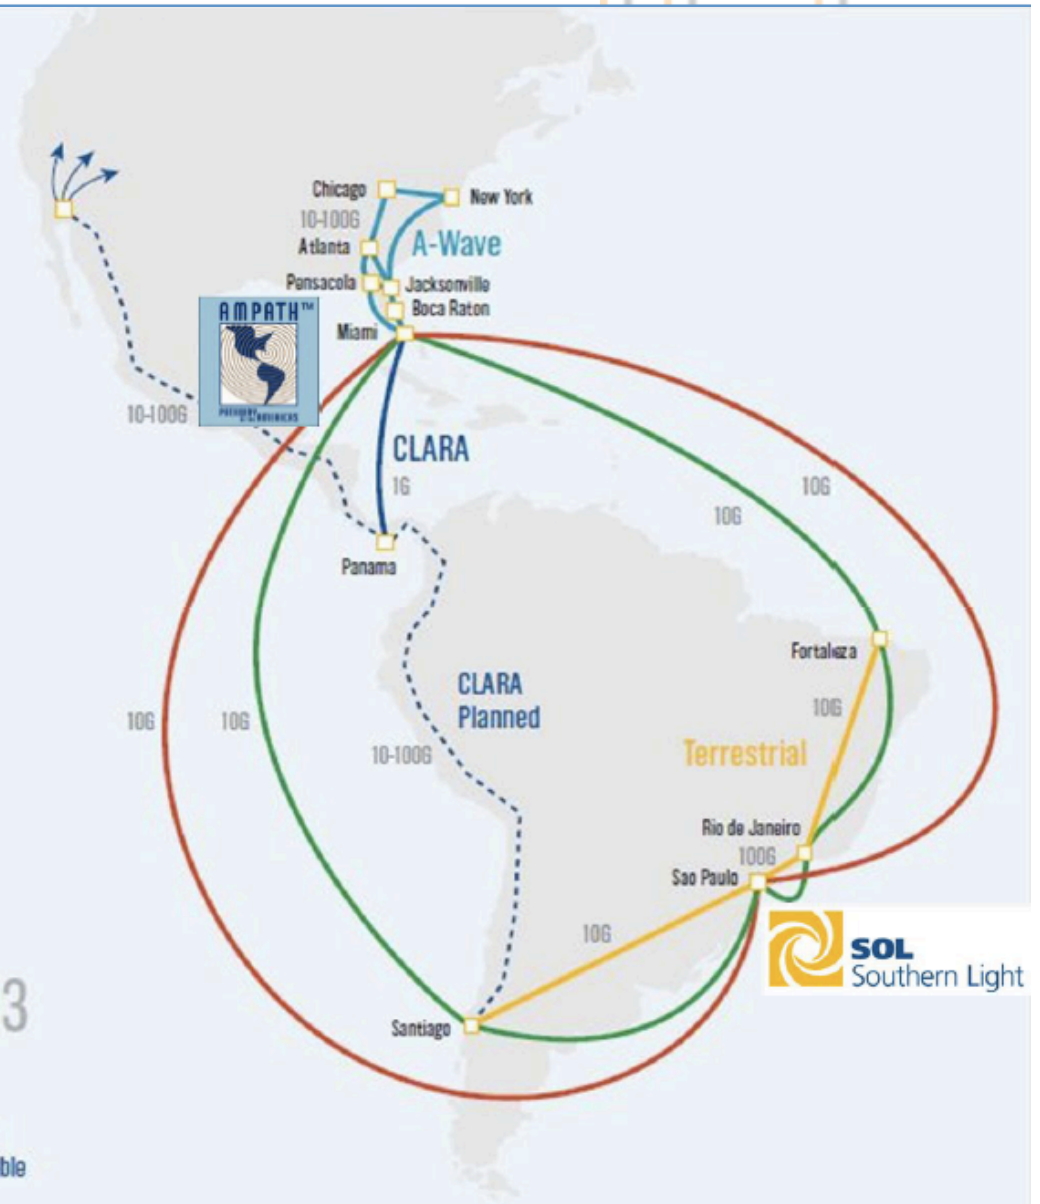 Chicago
New York
10-100G
A-Wave
Atlanta
Pensacola
Jacksonville
Boca Raton
AMPATH™
Miami
10-100G
CLARA
1G
10G
10G
Panama
Fortaleza
CLARA
Planned
10G
10G
10G
10-100G
Terrestrial
Rio de Janeiro
100G
Sao Paulo
10G
SOL
Southern Light
3
Santiago
ble